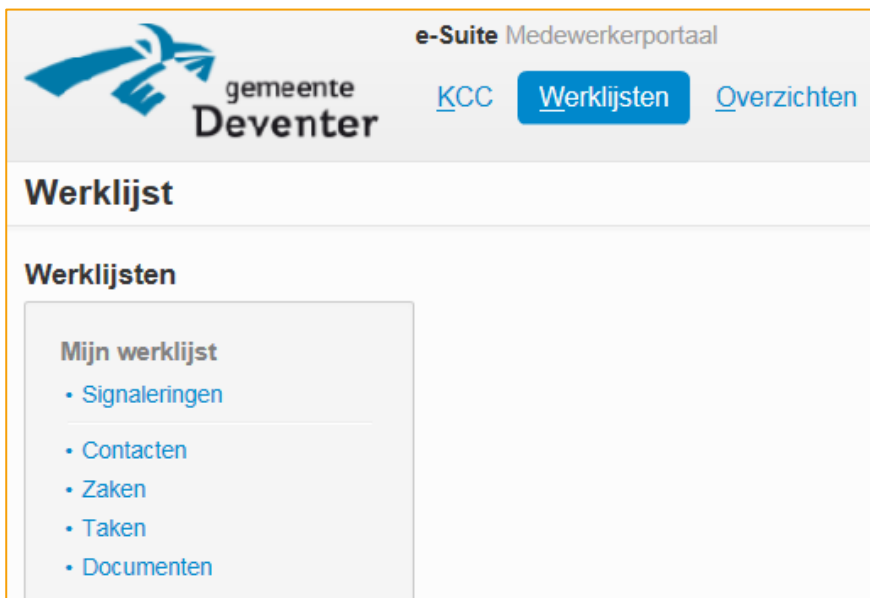 e-Suite Medewerkerportaal
gemeente
Deventer
KCC Werklijsten Overzichten
Werklijst
Werklijsten
Mijn werklijst
• Signaleringen
• Contacten
• Zaken
• Taken
• Documenten